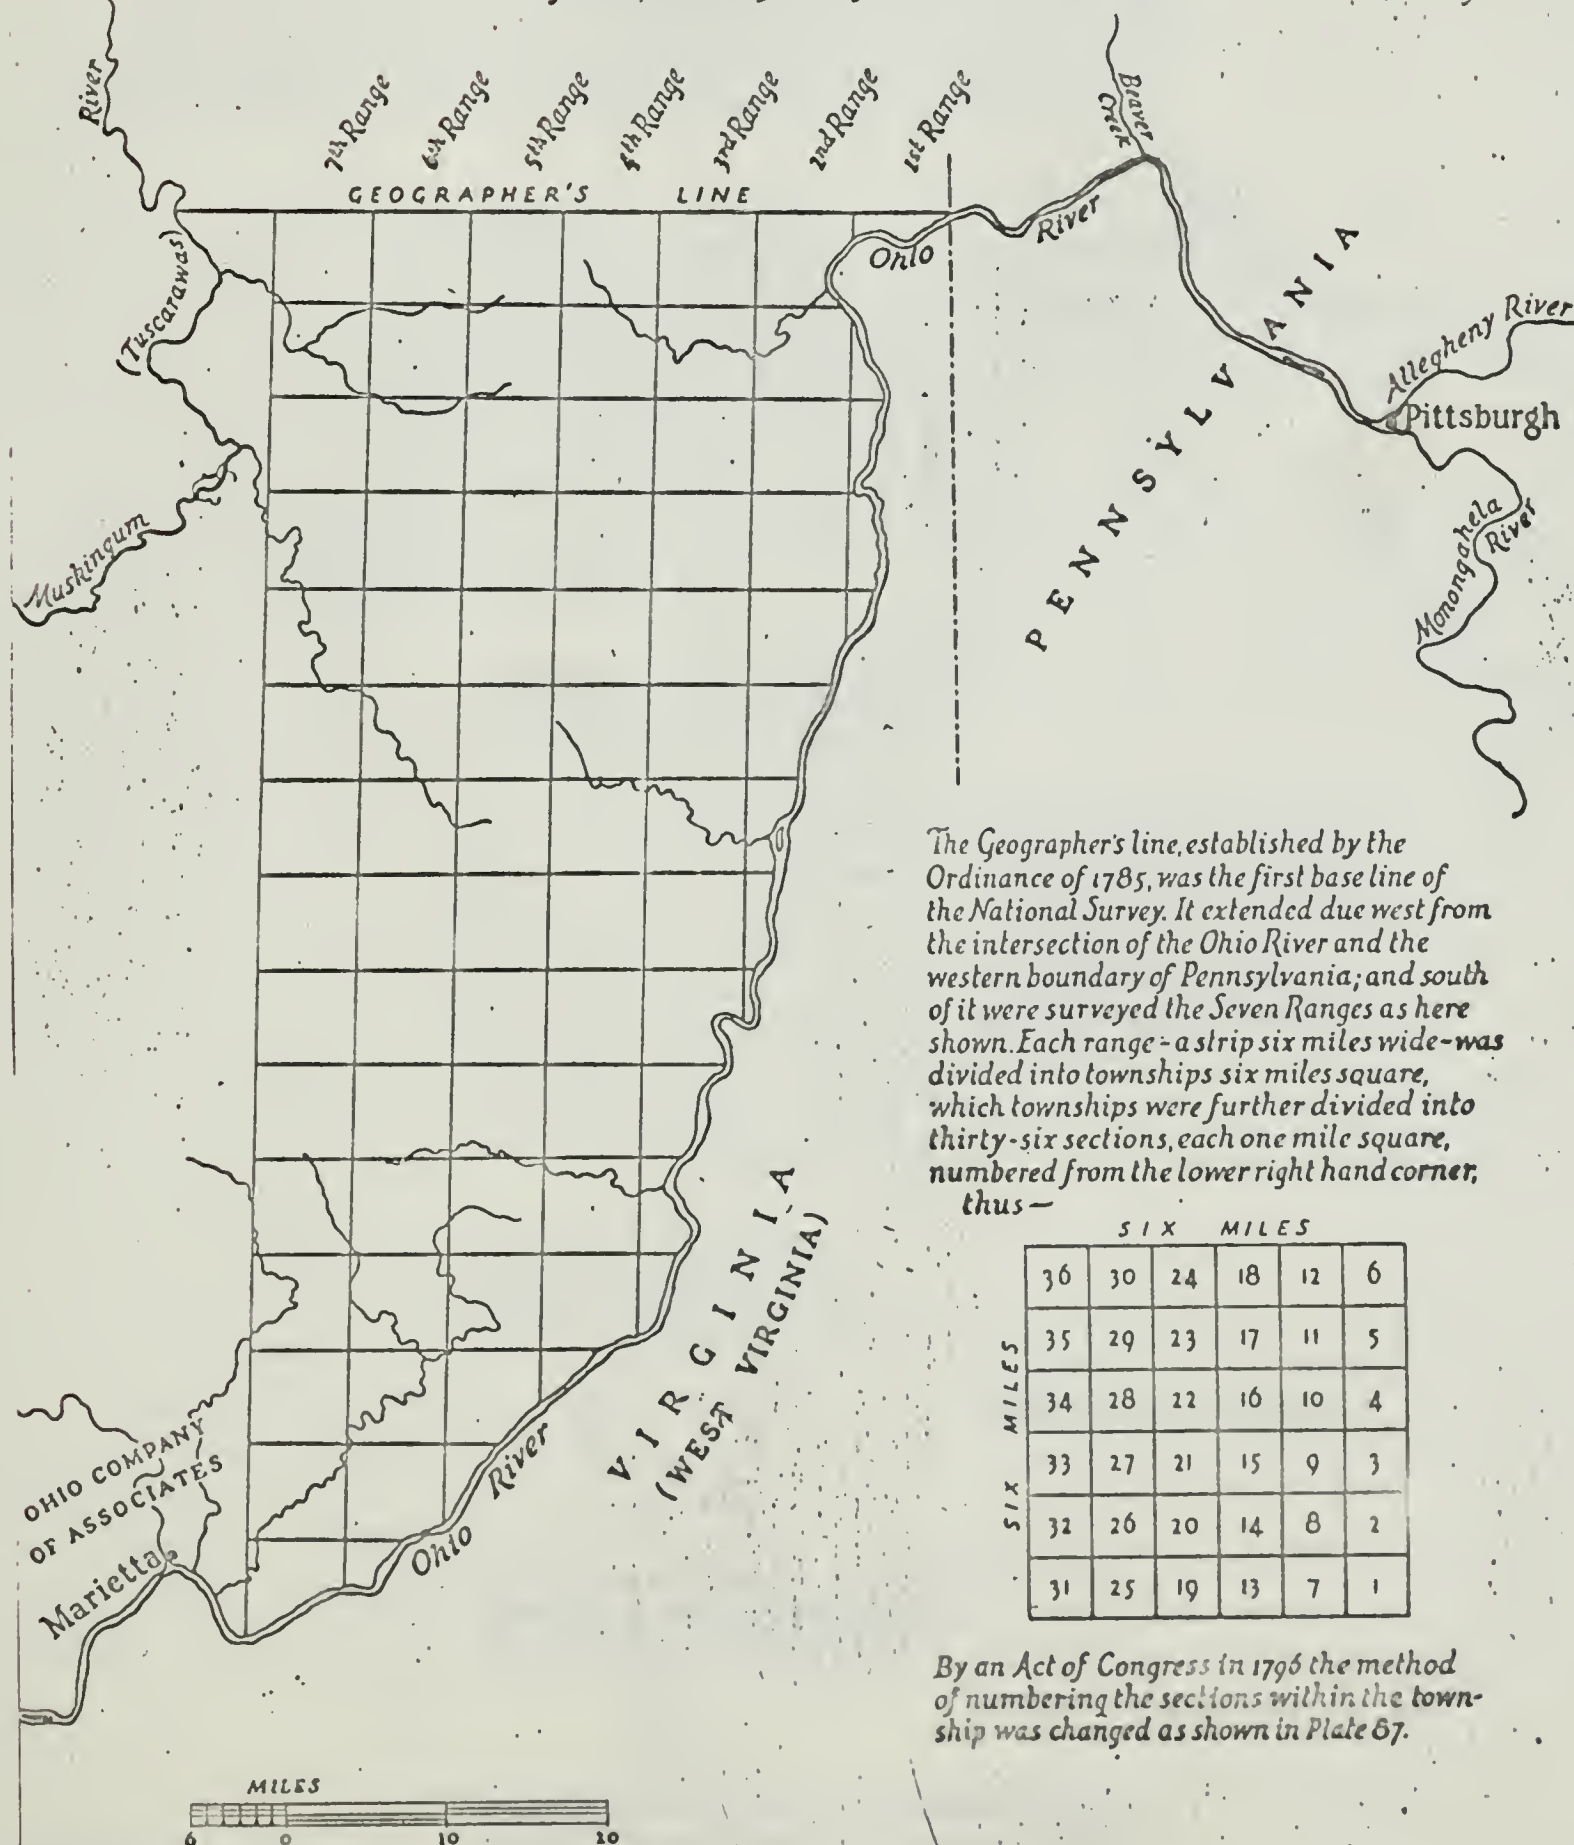 River
7th Range
6th Range
5th Range
4th Range
3rd Range
2nd Range
1st Range
Beaver
Creek
GEOGRAPHER'S LINE
(Tuscarawas)
Ohio
River
PENNSYLVANIA
Allegheny River
Pittsburgh
Muskingum
Monongahela
River
The Geographer's line, established by the
Ordinance of 1785, was the first base line of
the National Survey. It extended due west from
the intersection of the Ohio River and the
western boundary of Pennsylvania; and south
of it were surveyed the Seven Ranges as here
shown. Each range - a strip six miles wide - was
divided into townships six miles square,
which townships were further divided into
thirty-six sections, each one mile square,
numbered from the lower right hand corner,
thus—
SIX MILES
SIX MILES
36 30 24 18 12 6
35 29 23 17 11 5
34 28 22 16 10 4
33 27 21 15 9 3
32 26 20 14 8 2
31 25 19 13 7 1
VIRGINIA
(WEST VIRGINIA)
OHIO COMPANY
OF ASSOCIATES
Marietta
Ohio
River
By an Act of Congress in 1796 the method
of numbering the sections within the town-
ship was changed as shown in Plate 87.
MILES
6 0 10 20